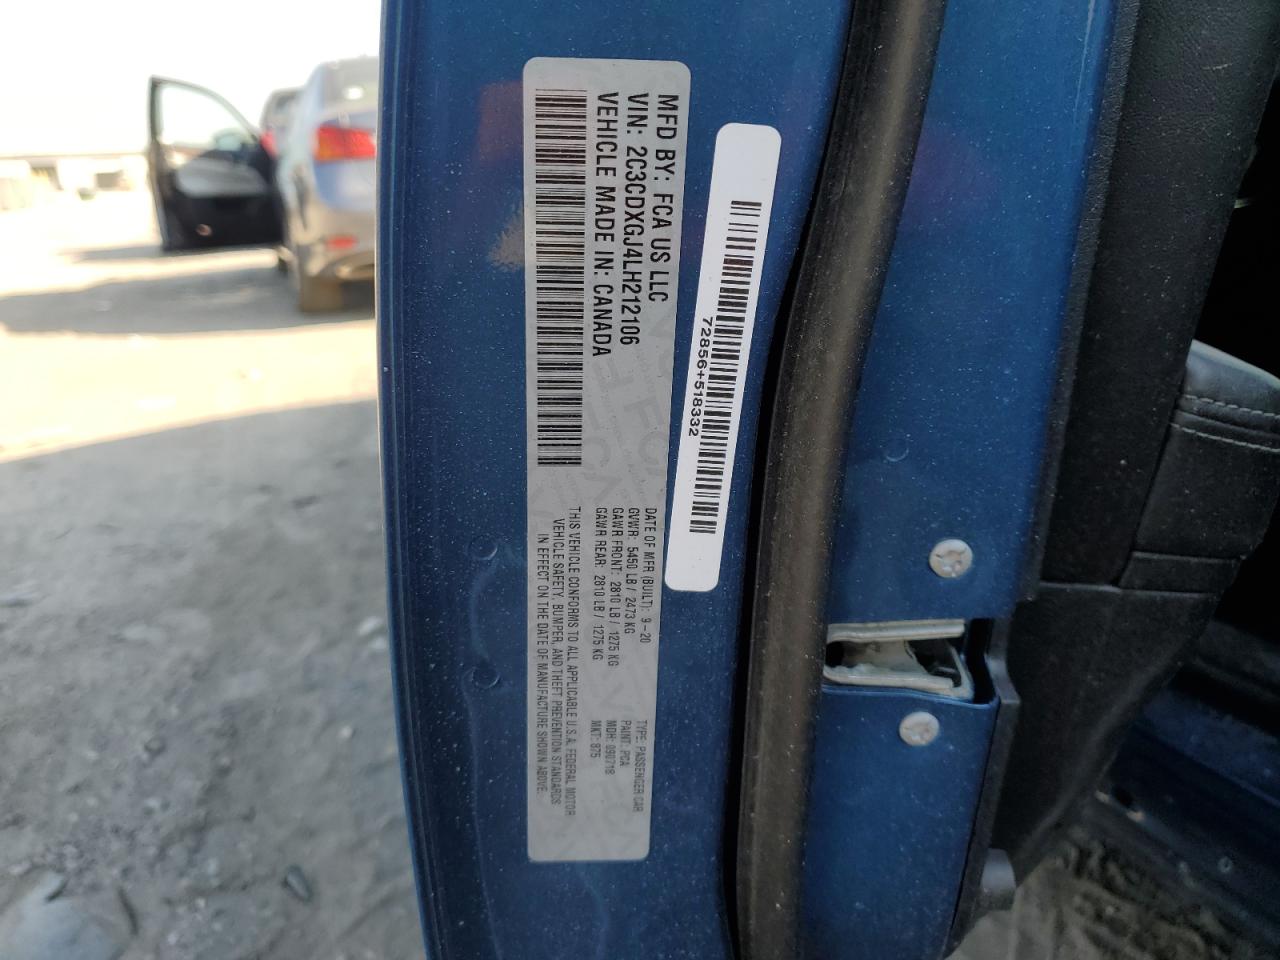 MFD BY: FCA US LLC
VIN: 2C3CDXGJ4LH212106
VEHICLE MADE IN: CANADA
DATE OF MFR (BUILT): 9-20
GVWR: 5450 LB / 2473 KG
GAWR FRONT: 2810 LB / 1275 KG
GAWR REAR: 2810 LB / 1275 KG
THIS VEHICLE CONFORMS TO ALL APPLICABLE U.S.A. FEDERAL MOTOR
VEHICLE SAFETY, BUMPER, AND THEFT PREVENTION STANDARDS
IN EFFECT ON THE DATE OF MANUFACTURE SHOWN ABOVE.
TYPE: PASSENGER CAR
PAINT: PCA
MDH: 090718
MKT: 875
72856+518332